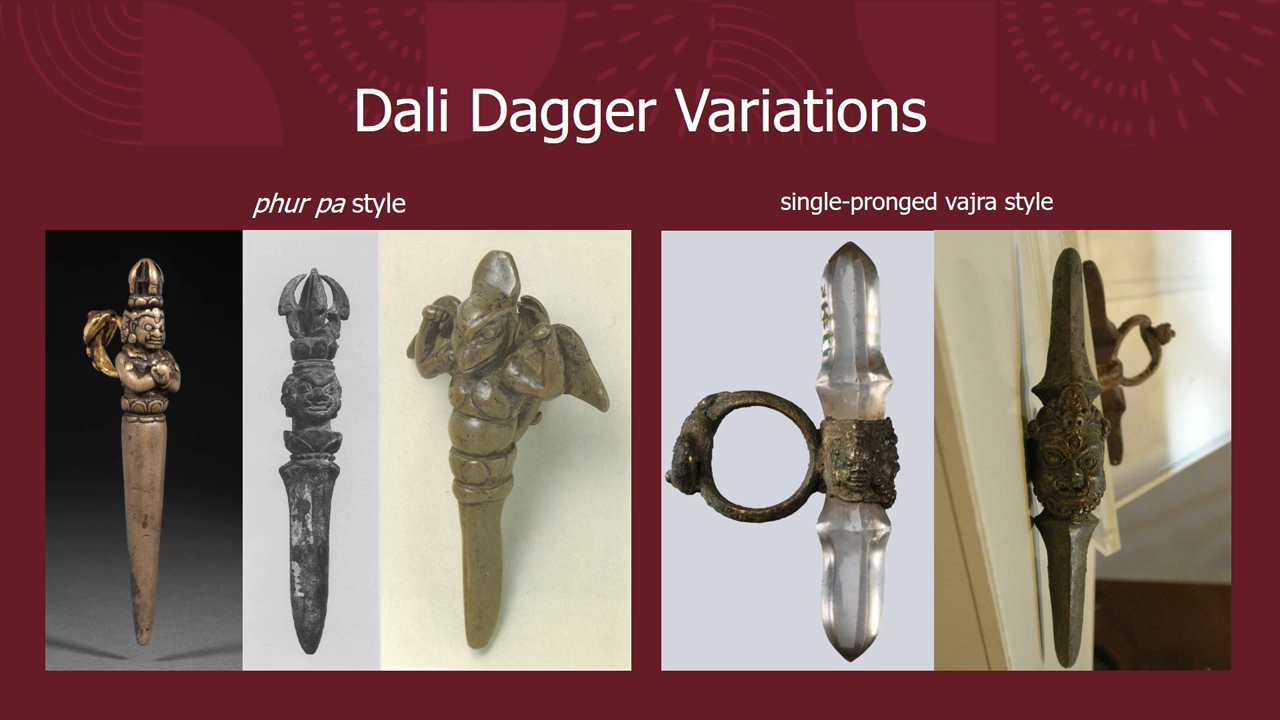 Dali Dagger Variations
phur pa style
single-pronged vajra style